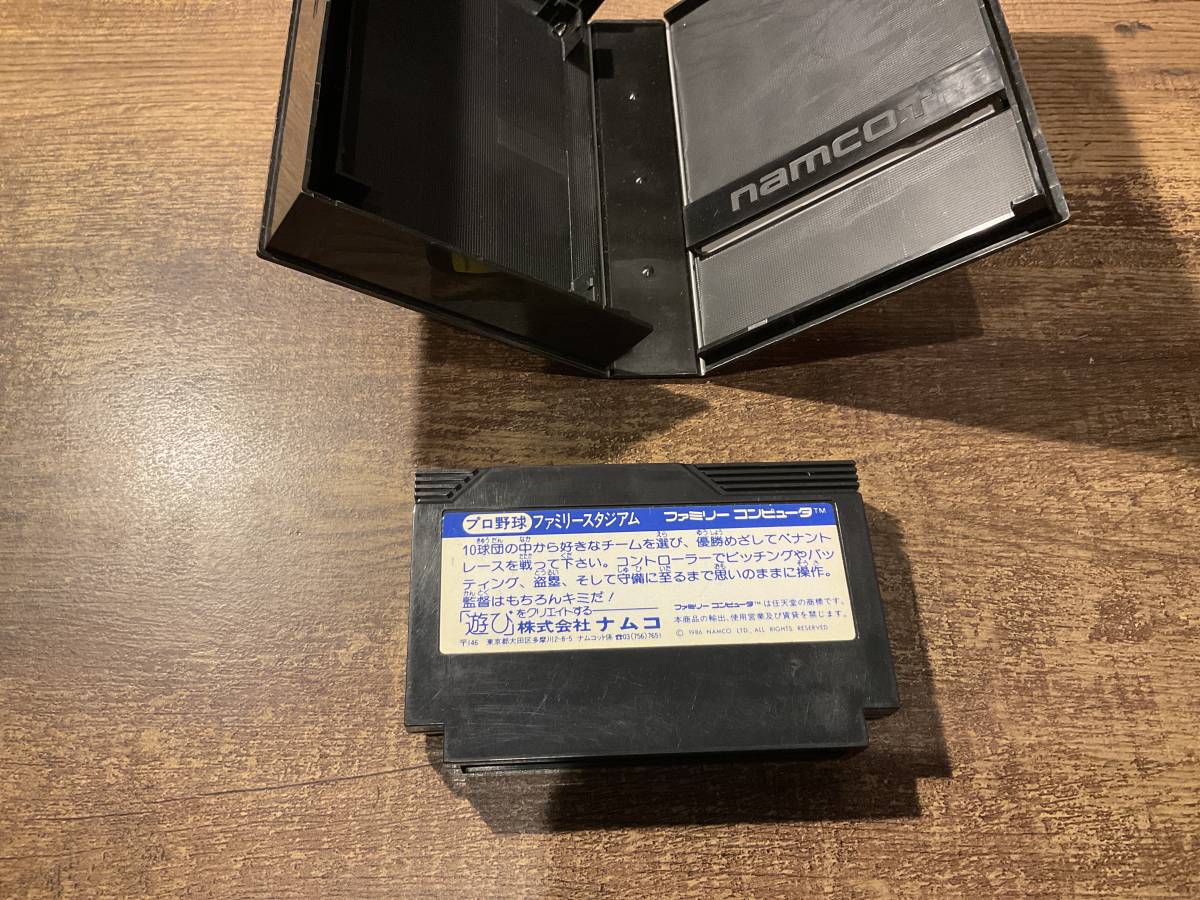 namcot
プロ野球 ファミリースタジアム ファミリー コンピュータ™
10球団の中から好きなチームを選び、優勝めざしてペナント
レースを戦って下さい。コントローラーでピッチングやバッ
ティング、盗塁、そして守備に至るまで思いのままに操作。
監督はもちろんキミだ!
「遊び」をクリエイトする
株式会社 ナムコ
〒146 東京都大田区多摩川2-8-5 ナムコット係 ☎03(756)7651
ファミリー コンピュータ™は任天堂の商標です。
本商品の輸出、使用営業及び賃貸を禁じます。
© 1986 NAMCO LTD., ALL RIGHTS RESERVED